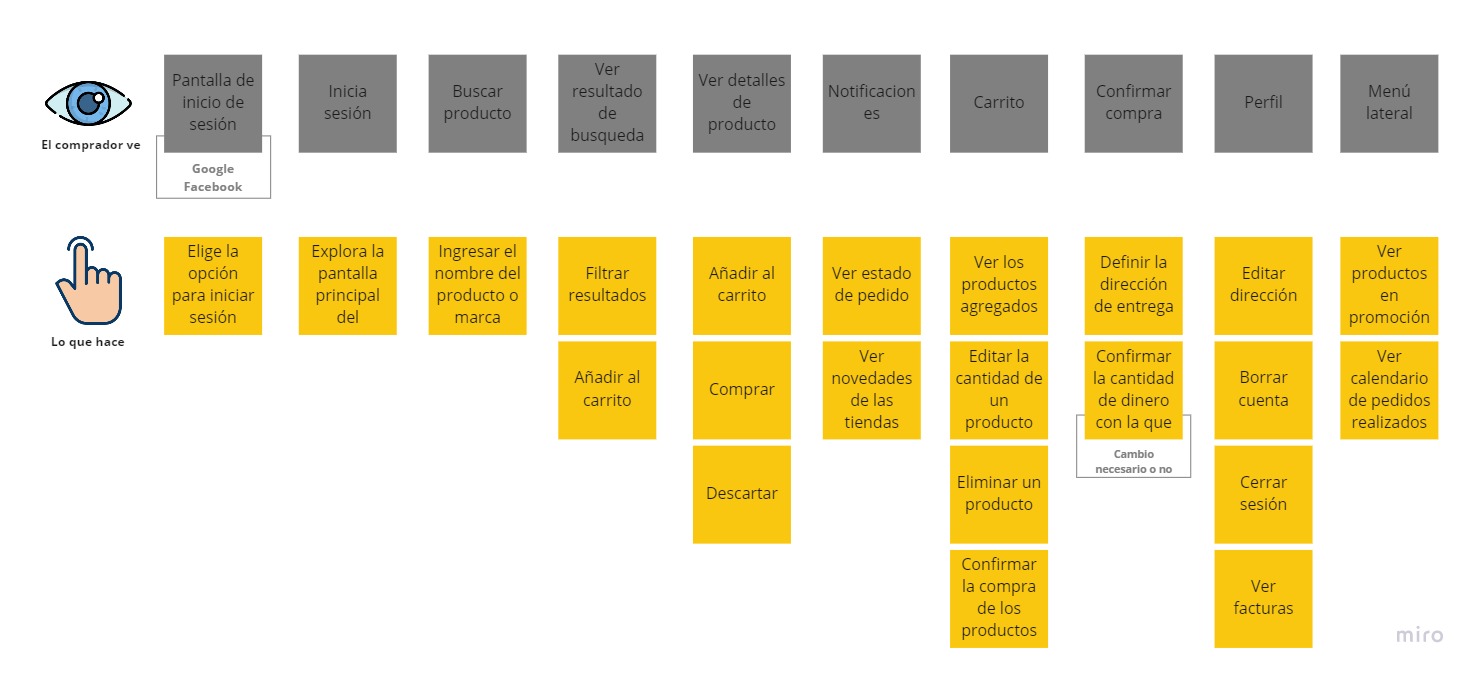 Pantalla de
inicio de
sesión
Inicia
sesión
Buscar
producto
Ver
resultado
de
busqueda
Ver detalles
de
producto
Notificacion
es
Carrito
Confirmar
compra
Perfil
Menú
lateral
El comprador ve
Google
Facebook
Elige la
opción
para iniciar
sesión
Explora la
pantalla
principal
del
Ingresar el
nombre del
producto o
marca
Filtrar
resultados
Añadir al
carrito
Ver estado
de pedido
Ver los
productos
agregados
Definir la
dirección
de entrega
Editar
dirección
Ver
productos
en
promoción
Lo que hace
Añadir al
carrito
Comprar
Ver
novedades
de las
tiendas
Editar la
cantidad de
un
producto
Confirmar
la cantidad
de dinero
con la que
Cambio
necesario o no
Borrar
cuenta
Ver
calendario
de pedidos
realizados
Descartar
Eliminar un
producto
Cerrar
sesión
Confirmar
la compra
de los
productos
Ver
facturas
miro